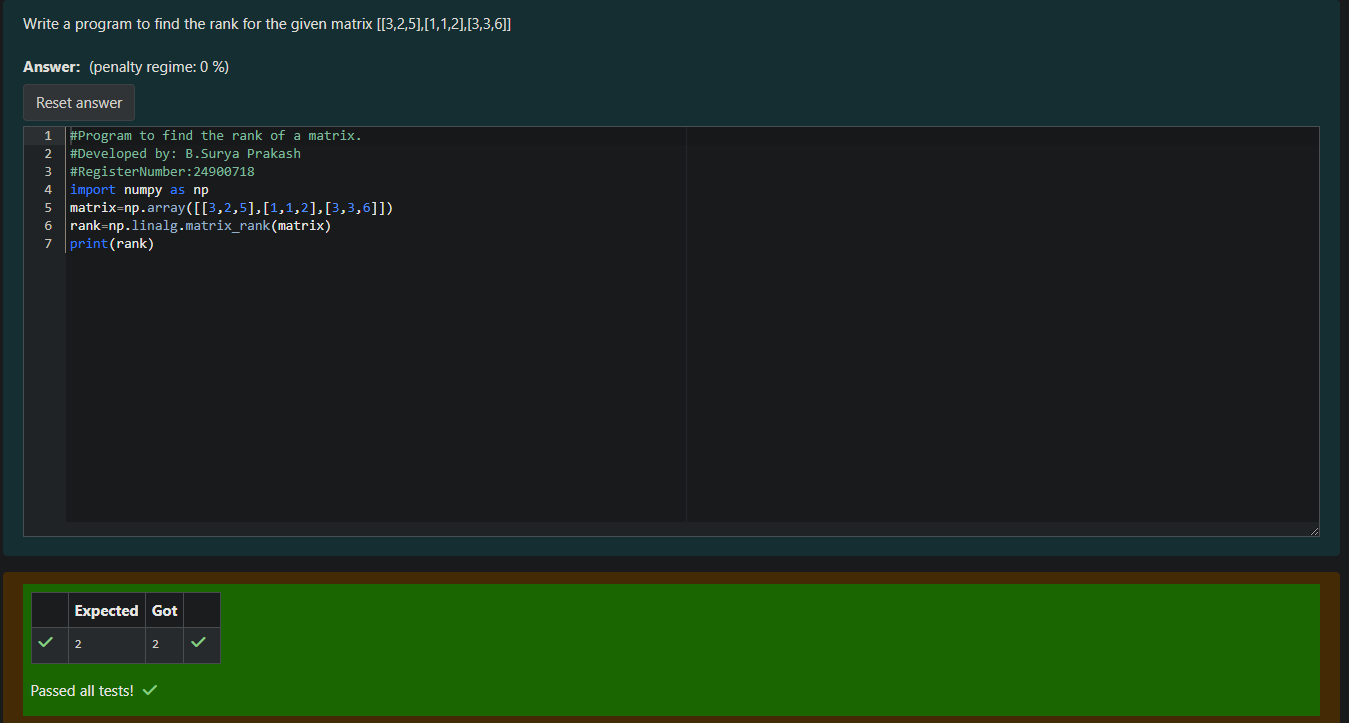 Write a program to find the rank for the given matrix [[3,2,5],[1,1,2],[3,3,6]]
Answer: (penalty regime: 0 %)
Reset answer
1 #Program to find the rank of a matrix.
2 #Developed by: B.Surya Prakash
3 #RegisterNumber:24900718
4 import numpy as np
5 matrix=np.array([[3,2,5],[1,1,2],[3,3,6]])
6 rank=np.linalg.matrix_rank(matrix)
7 print(rank)
Expected Got
2 2
Passed all tests!